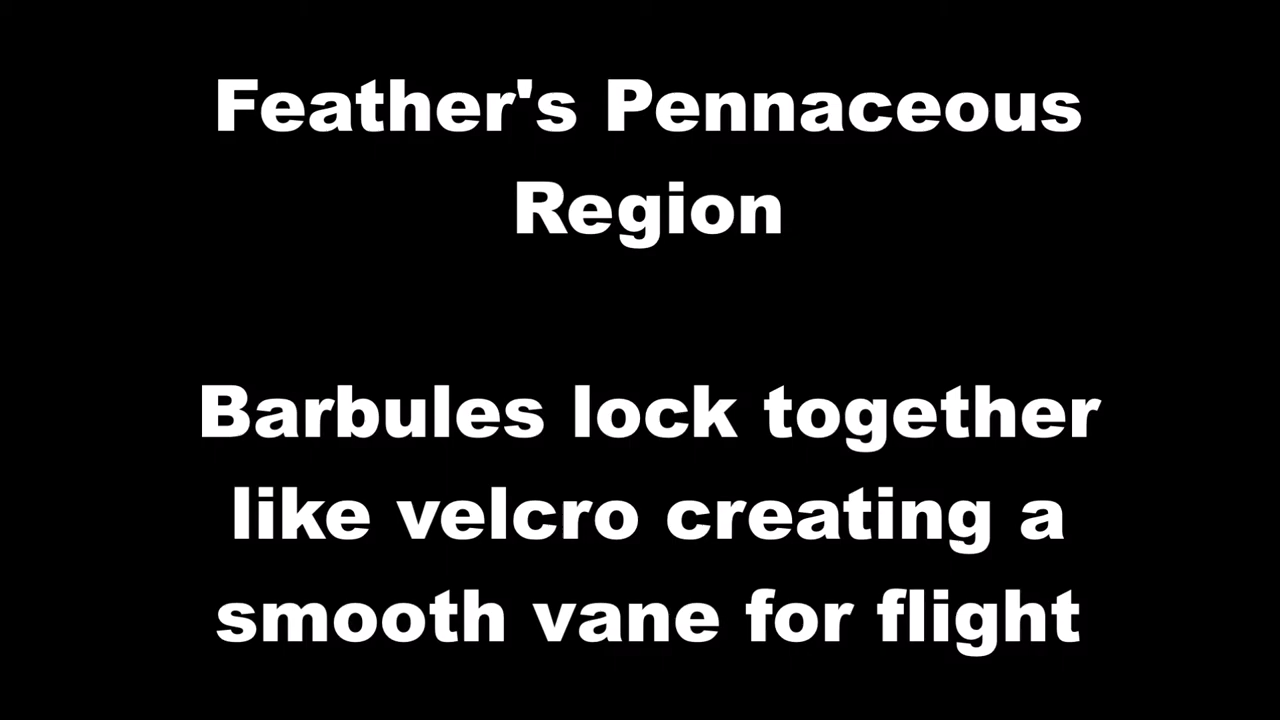 Feather's Pennaceous
Region
Barbules lock together
like velcro creating a
smooth vane for flight